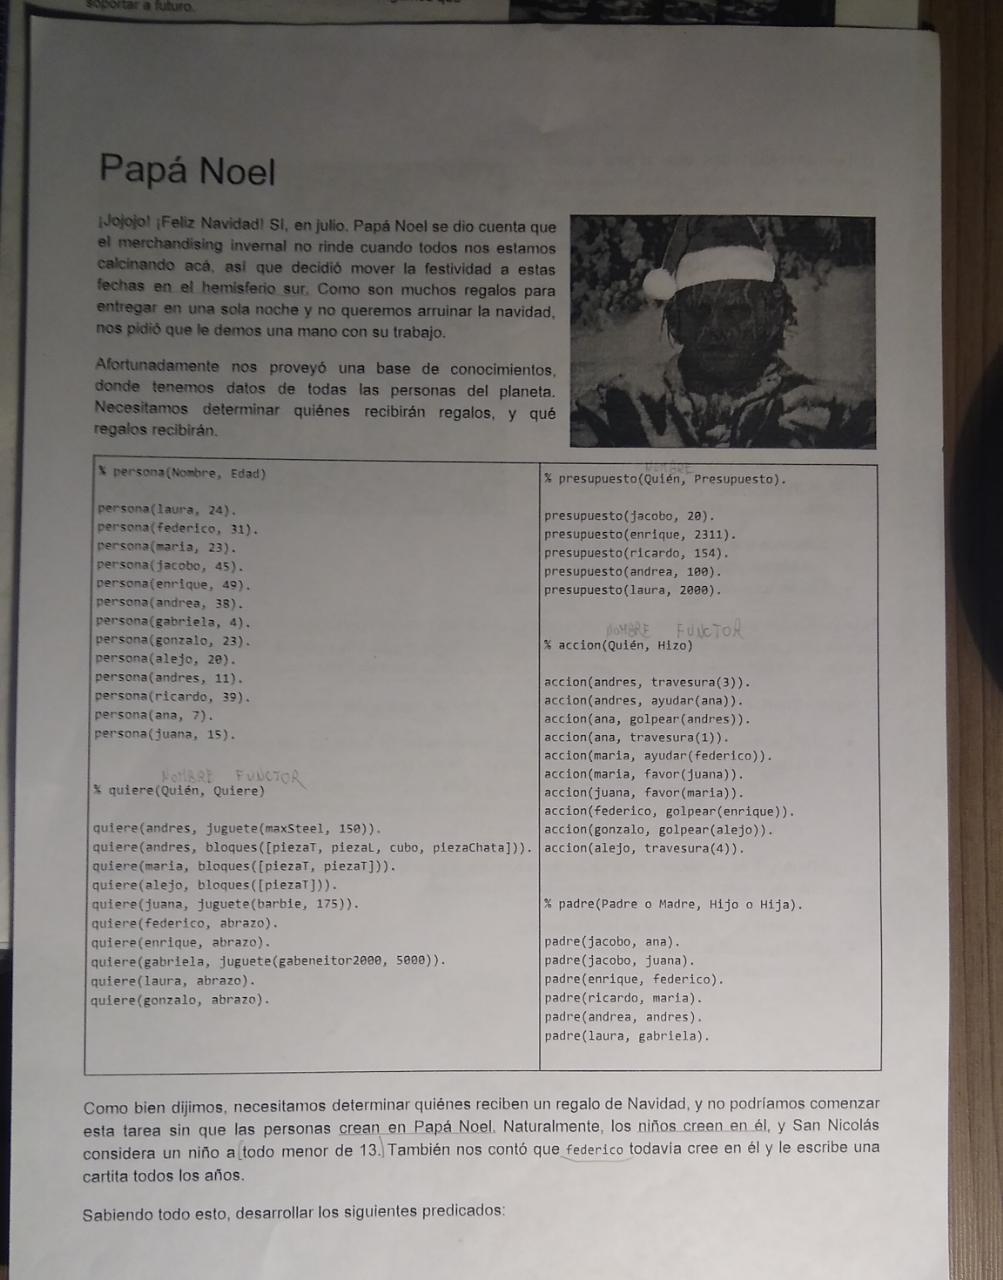 soportar a futuro.
Papá Noel
¡Jojojo! ¡Feliz Navidad! Sí, en julio. Papá Noel se dio cuenta que
el merchandising invernal no rinde cuando todos nos estamos
calcinando acá, así que decidió mover la festividad a estas
fechas en el hemisferio sur. Como son muchos regalos para
entregar en una sola noche y no queremos arruinar la navidad,
nos pidió que le demos una mano con su trabajo.
Afortunadamente nos proveyó una base de conocimientos,
donde tenemos datos de todas las personas del planeta.
Necesitamos determinar quiénes recibirán regalos, y qué
regalos recibirán.
% persona(Nombre, Edad)
persona(laura, 24).
persona(federico, 31).
persona(maria, 23).
persona(jacobo, 45).
persona(enrique, 49).
persona(andrea, 38).
persona(gabriela, 4).
persona(gonzalo, 23).
persona(alejo, 20).
persona(andres, 11).
persona(ricardo, 39).
persona(ana, 7).
persona(juana, 15).
NOMBRE FUNCTOR
% quiere(Quién, Quiere)
quiere(andres, juguete(maxSteel, 150)).
quiere(andres, bloques([piezaT, piezaL, cubo, piezaChata])).
quiere(maria, bloques([piezaT, piezaT])).
quiere(alejo, bloques([piezaT])).
quiere(juana, juguete(barbie, 175)).
quiere(federico, abrazo).
quiere(enrique, abrazo).
quiere(gabriela, juguete(gabeneitor2000, 5000)).
quiere(laura, abrazo).
quiere(gonzalo, abrazo).
NOMBRE
% presupuesto(Quién, Presupuesto).
presupuesto(jacobo, 20).
presupuesto(enrique, 2311).
presupuesto(ricardo, 154).
presupuesto(andrea, 100).
presupuesto(laura, 2000).
NOMBRE FUNCTOR
% accion(Quién, Hizo)
accion(andres, travesura(3)).
accion(andres, ayudar(ana)).
accion(ana, golpear(andres)).
accion(ana, travesura(1)).
accion(maria, ayudar(federico)).
accion(maria, favor(juana)).
accion(juana, favor(maria)).
accion(federico, golpear(enrique)).
accion(gonzalo, golpear(alejo)).
accion(alejo, travesura(4)).
% padre(Padre o Madre, Hijo o Hija).
padre(jacobo, ana).
padre(jacobo, juana).
padre(enrique, federico).
padre(ricardo, maria).
padre(andrea, andres).
padre(laura, gabriela).
Como bien dijimos, necesitamos determinar quiénes reciben un regalo de Navidad, y no podríamos comenzar
esta tarea sin que las personas crean en Papá Noel. Naturalmente, los niños creen en él, y San Nicolás
considera un niño a todo menor de 13. También nos contó que federico todavía cree en él y le escribe una
cartita todos los años.
Sabiendo todo esto, desarrollar los siguientes predicados: